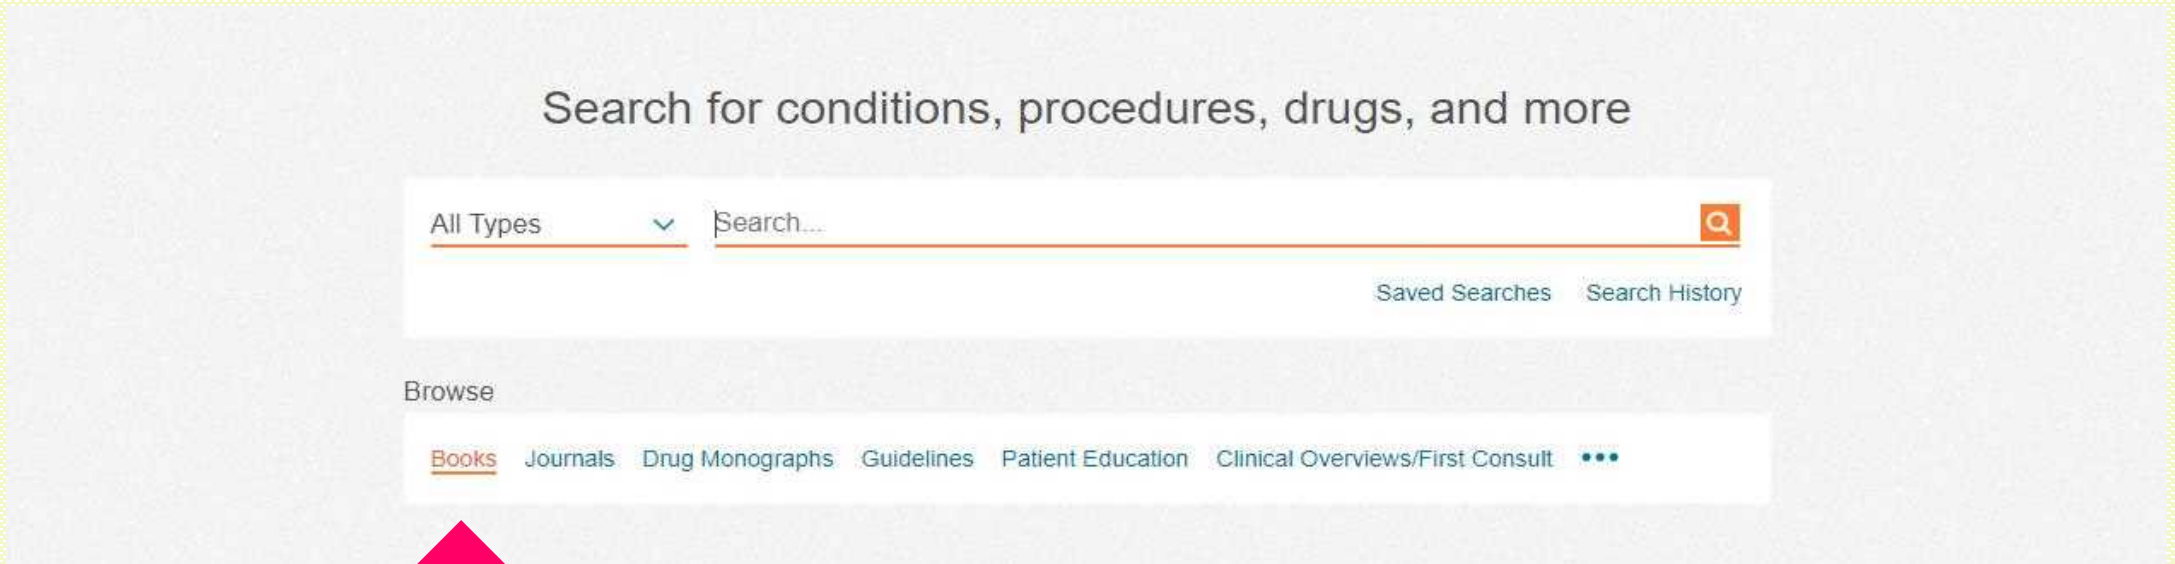 Search for conditions, procedures, drugs, and more
All Types Search...
Saved Searches Search History
Browse
Books Journals Drug Monographs Guidelines Patient Education Clinical Overviews/First Consult •••